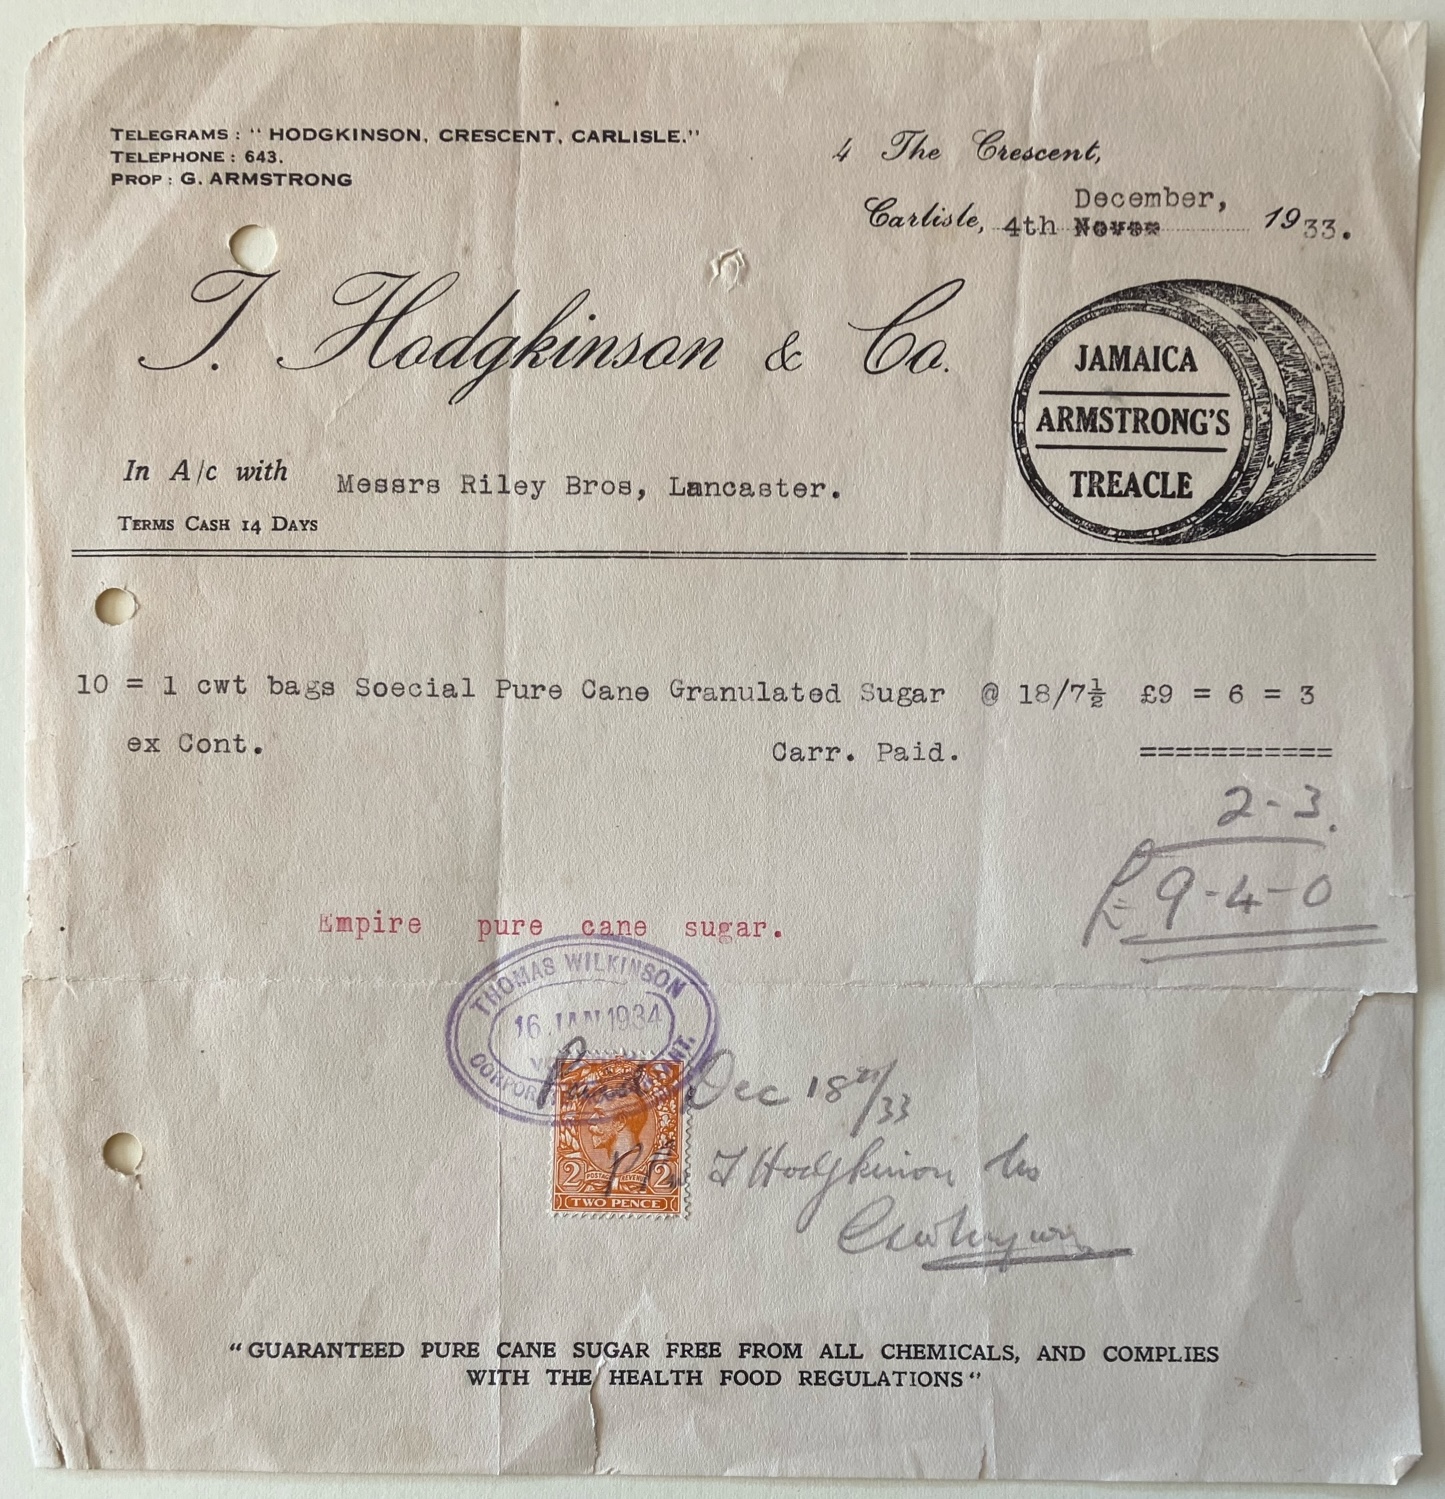 TELEGRAMS: "HODGKINSON, CRESCENT, CARLISLE."
TELEPHONE: 643.
PROP: G. ARMSTRONG
4 The Crescent,
December,
Carlisle, 4th Novem 1933.
T. Hodgkinson & Co.
JAMAICA
ARMSTRONG'S
TREACLE
In A/c with Messrs Riley Bros, Lancaster.
TERMS CASH 14 DAYS
10 = 1 cwt bags Soecial Pure Cane Granulated Sugar @ 18/7½ £9 = 6 = 3
ex Cont. Carr. Paid. ===========
2-3.
£9-4-0
Empire pure cane sugar.
THOMAS WILKINSON
16 JAN 1934
Dec 18th/33
T Hodgkinson
2 POSTAGE REVENUE 2
TWO PENCE
"GUARANTEED PURE CANE SUGAR FREE FROM ALL CHEMICALS, AND COMPLIES
WITH THE HEALTH FOOD REGULATIONS"